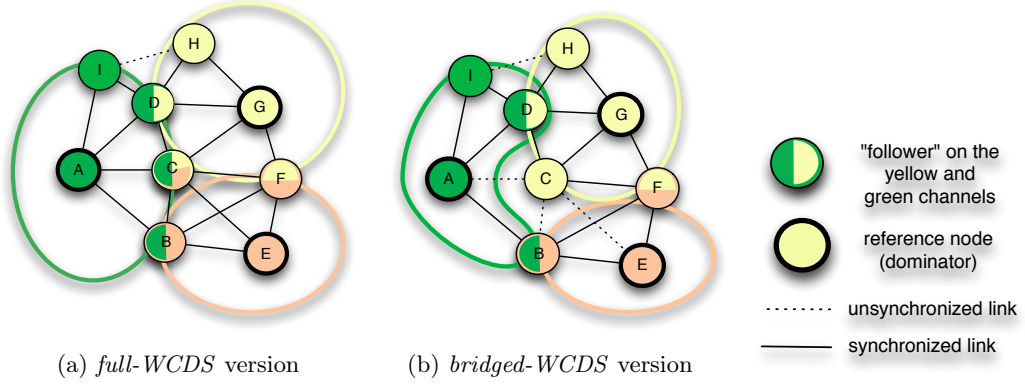 H
I
D
G
A
C
F
B
E
(a) full-WCDS version
H
I
D
G
A
C
F
B
E
(b) bridged-WCDS version
"follower" on the
yellow and
green channels
reference node
(dominator)
unsynchronized link
synchronized link